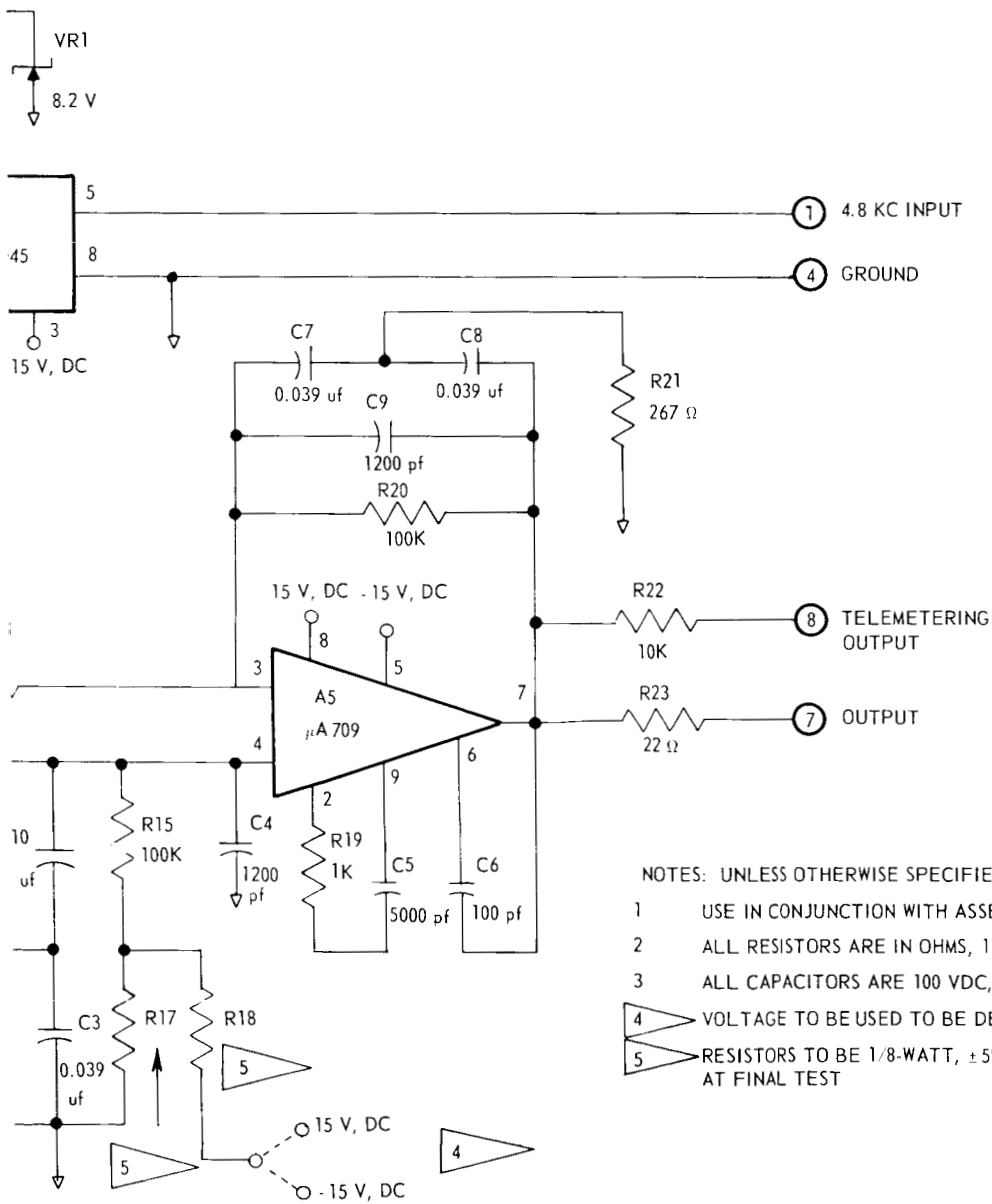 VR1
8.2 V
5
1
4.8 KC INPUT
45
8
4
GROUND
3
15 V, DC
C7
C8
0.039 uf
0.039 uf
R21
267 Ω
C9
1200 pf
R20
100K
15 V, DC
- 15 V, DC
R22
8
TELEMETERING
OUTPUT
10K
8
5
3
A5
μA 709
7
R23
7
OUTPUT
22 Ω
4
6
9
2
10
uf
R15
100K
C4
1200
pf
R19
1K
C5
5000 pf
C6
100 pf
C3
0.039
uf
R17
R18
5
5
15 V, DC
- 15 V, DC
4
NOTES: UNLESS OTHERWISE SPECIFIE
1 USE IN CONJUNCTION WITH ASSE
2 ALL RESISTORS ARE IN OHMS, 1
3 ALL CAPACITORS ARE 100 VDC,
4 VOLTAGE TO BE USED TO BE DE
5 RESISTORS TO BE 1/8-WATT, ±5
AT FINAL TEST